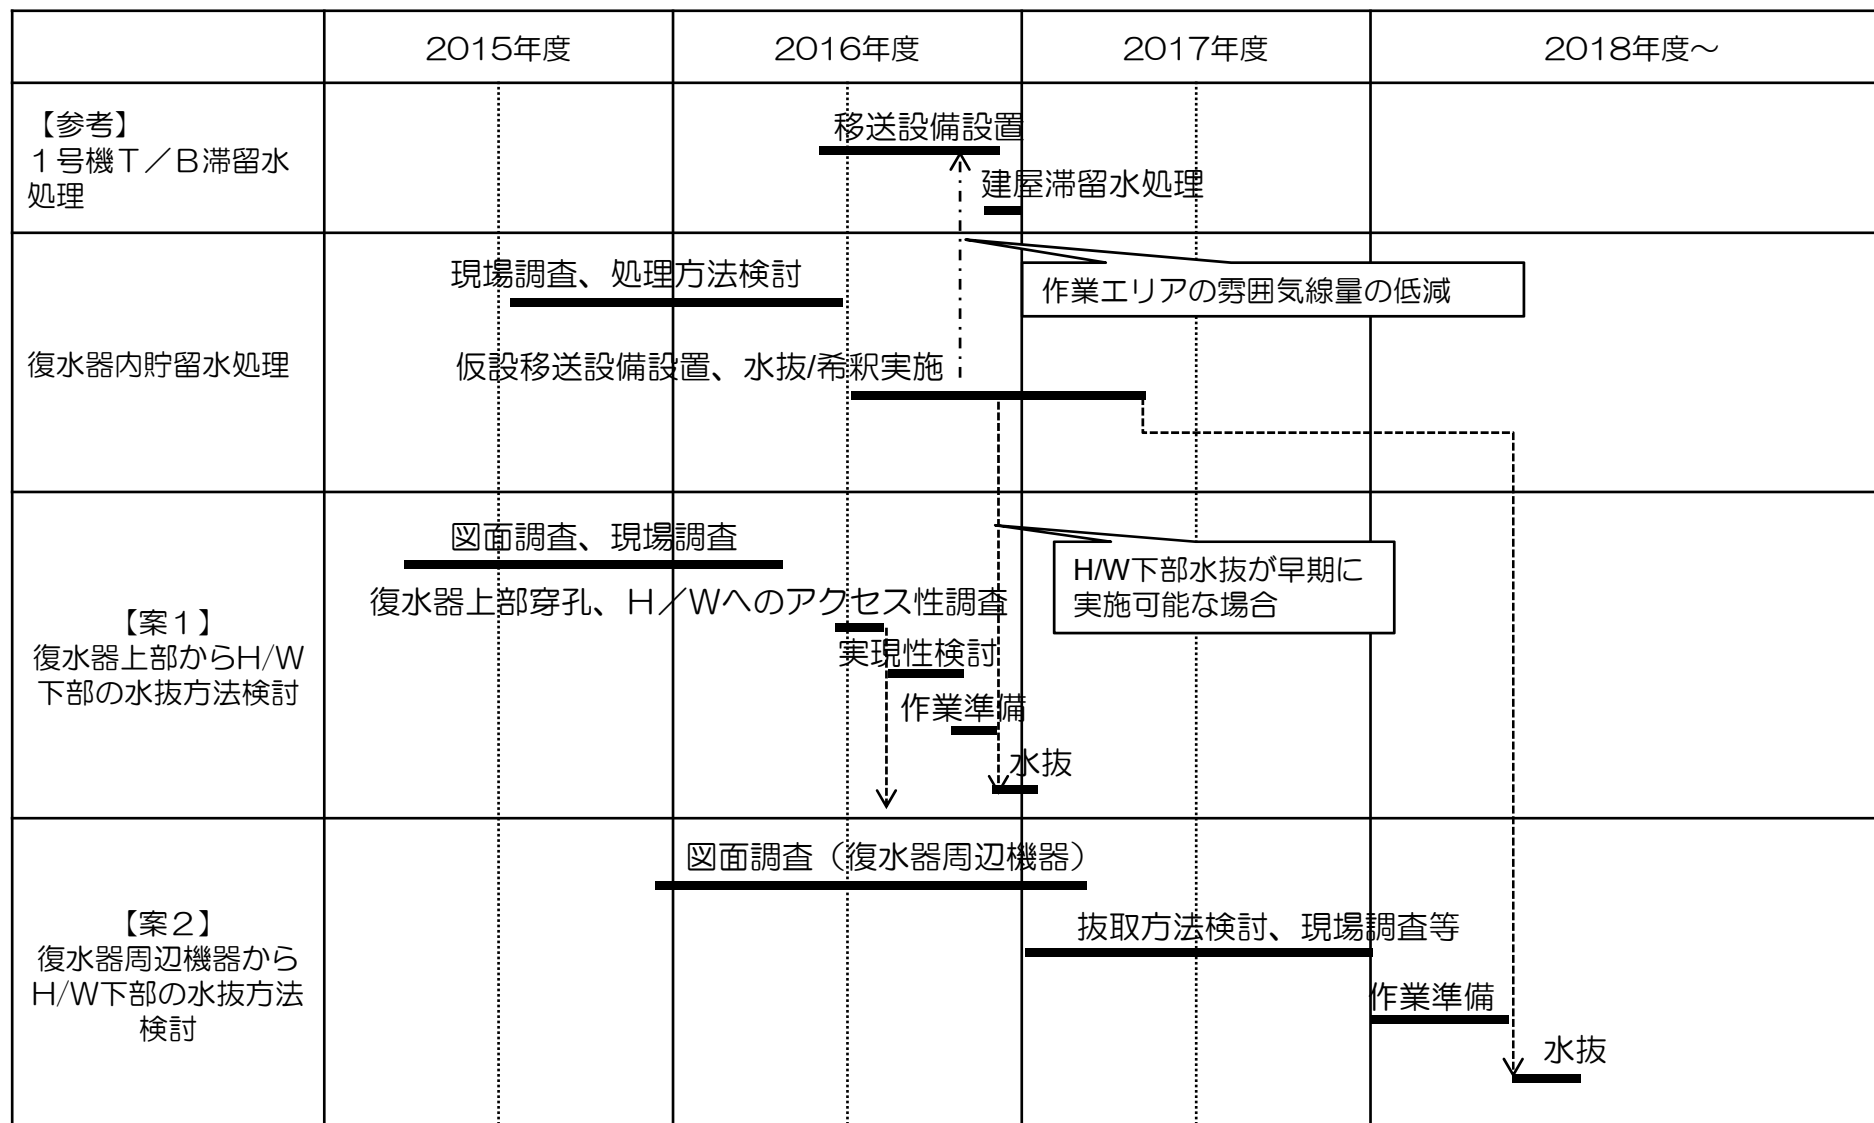 2015年度
2016年度
2017年度
2018年度～
【参考】
１号機Ｔ／Ｂ滞留水
処理
移送設備設置
建屋滞留水処理
復水器内貯留水処理
現場調査、処理方法検討
作業エリアの雰囲気線量の低減
仮設移送設備設置、水抜/希釈実施
【案１】
復水器上部からH/W
下部の水抜方法検討
図面調査、現場調査
H/W下部水抜が早期に
実施可能な場合
復水器上部穿孔、Ｈ／Ｗへのアクセス性調査
実現性検討
作業準備
水抜
【案２】
復水器周辺機器から
H/W下部の水抜方法
検討
図面調査（復水器周辺機器）
抜取方法検討、現場調査等
作業準備
水抜